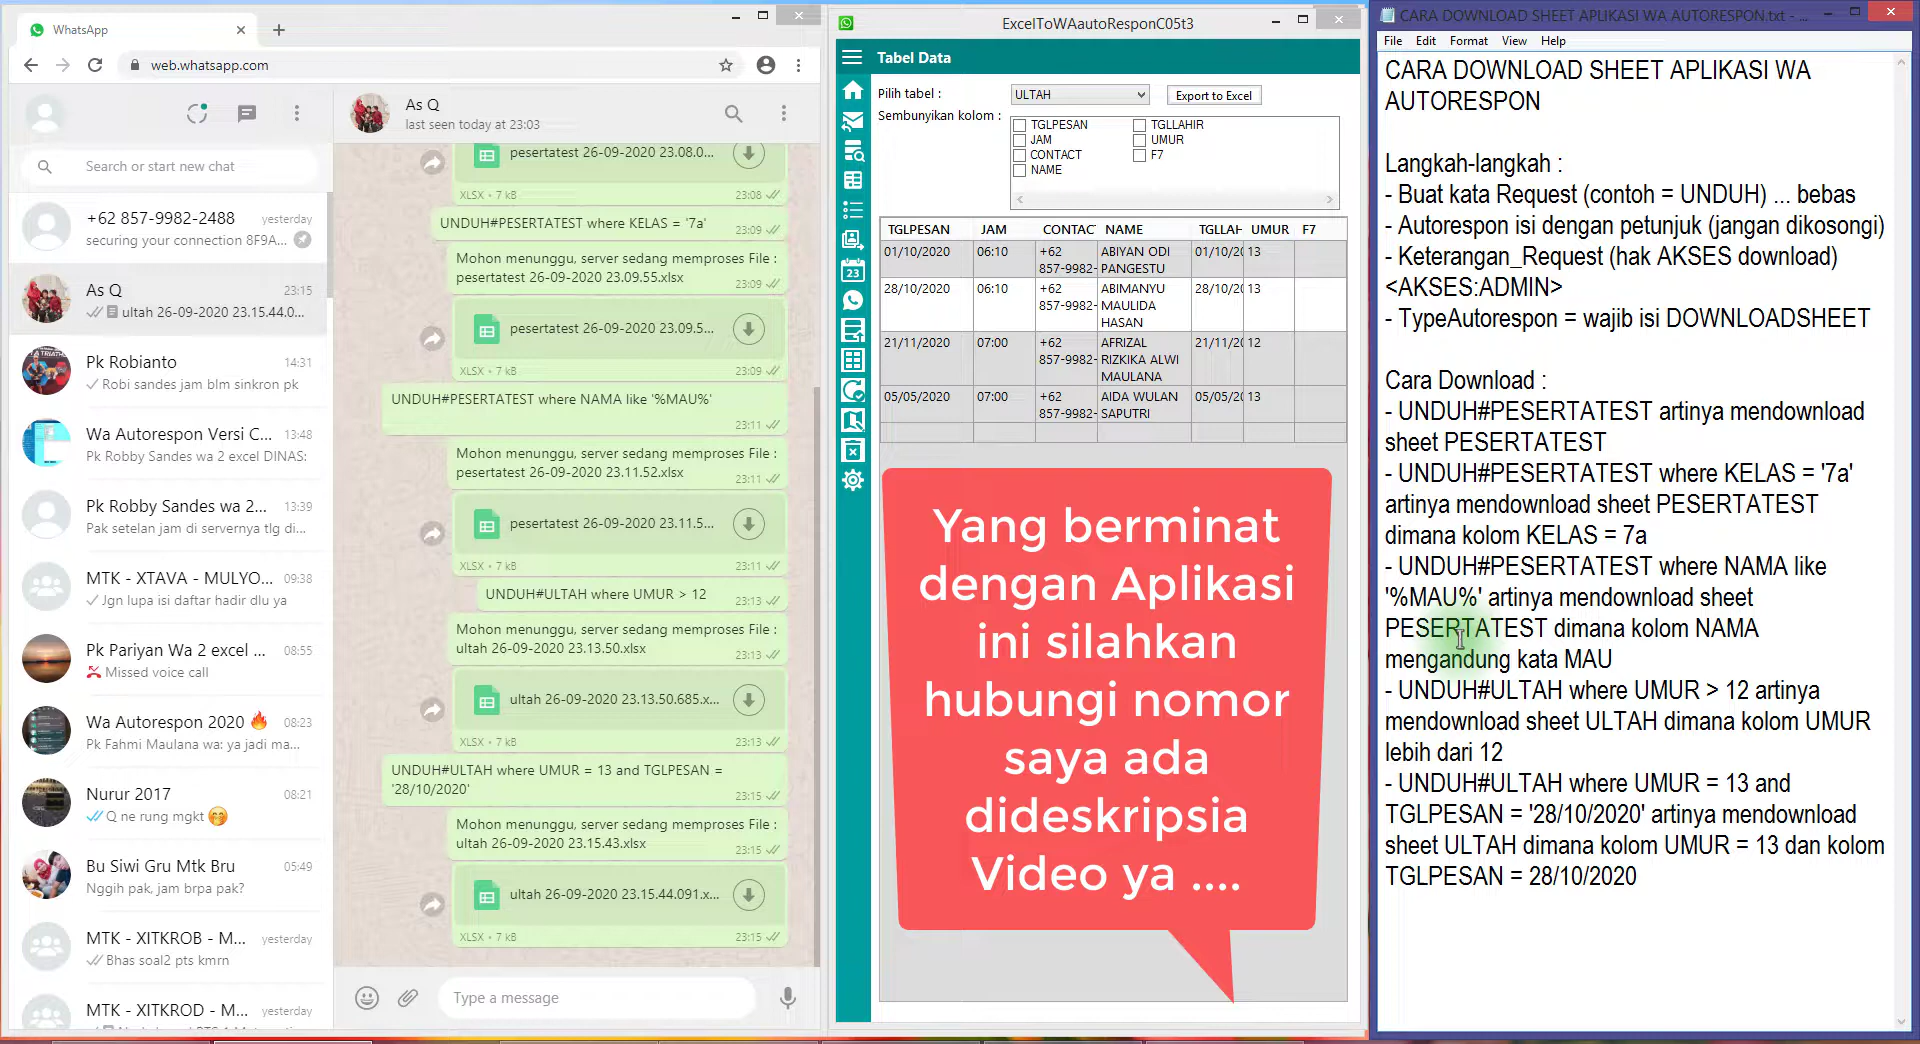 WhatsApp
web.whatsapp.com
Search or start new chat
+62 857-9982-2488
yesterday
securing your connection 8F9A...
As Q
23:15
ultah 26-09-2020 23.15.44.0...
Pk Robianto
14:31
Robi sandes jam blm sinkron pk
Wa Autorespon Versi C...
13:48
Pk Robby Sandes wa 2 excel DINAS:
Pk Robby Sandes wa 2...
13:39
Pak setelan jam di servernya tlg di...
MTK - XTAVA - MULYO...
09:38
Jgn lupa isi daftar hadir dlu ya
Pk Pariyan Wa 2 excel ...
08:55
Missed voice call
Wa Autorespon 2020 🔥
08:23
Pk Fahmi Maulana wa: ya jadi ma...
Nurur 2017
08:21
Q ne rung mgkt 🤭
Bu Siwi Gru Mtk Bru
05:49
Nggih pak, jam brpa pak?
MTK - XITKROB - M...
yesterday
Bhas soal2 pts kmrn
MTK - XITKROD - M...
yesterday
As Q
last seen today at 23:03
pesertatest 26-09-2020 23.08.0...
XLSX • 7 kB
23:08
UNDUH#PESERTATEST where KELAS = '7a'
23:09
Mohon menunggu, server sedang memproses File :
pesertatest 26-09-2020 23.09.55.xlsx
23:09
pesertatest 26-09-2020 23.09.5...
XLSX • 7 kB
23:09
UNDUH#PESERTATEST where NAMA like '%MAU%'
23:11
Mohon menunggu, server sedang memproses File :
pesertatest 26-09-2020 23.11.52.xlsx
23:11
pesertatest 26-09-2020 23.11.5...
XLSX • 7 kB
23:11
UNDUH#ULTAH where UMUR > 12
23:13
Mohon menunggu, server sedang memproses File :
ultah 26-09-2020 23.13.50.xlsx
23:13
ultah 26-09-2020 23.13.50.685.x...
XLSX • 7 kB
23:13
UNDUH#ULTAH where UMUR = 13 and TGLPESAN =
'28/10/2020'
23:15
Mohon menunggu, server sedang memproses File :
ultah 26-09-2020 23.15.43.xlsx
23:15
ultah 26-09-2020 23.15.44.091.x...
XLSX • 7 kB
23:15
Type a message
ExcelToWAautoResponC05t3
Tabel Data
Pilih tabel :
ULTAH
Export to Excel
Sembunyikan kolom :
TGLPESAN
TGLLAHIR
JAM
UMUR
CONTACT
F7
NAME
23
TGLPESAN JAM CONTAC NAME TGLLAH UMUR F7
01/10/2020 06:10 +62 ABIYAN ODI 01/10/20 13
857-9982- PANGESTU
28/10/2020 06:10 +62 ABIMANYU 28/10/20 13
857-9982- MAULIDA
HASAN
21/11/2020 07:00 +62 AFRIZAL 21/11/20 12
857-9982- RIZKIKA ALWI
MAULANA
05/05/2020 07:00 +62 AIDA WULAN 05/05/20 13
857-9982- SAPUTRI
Yang berminat
dengan Aplikasi
ini silahkan
hubungi nomor
saya ada
dideskripsia
Video ya ....
CARA DOWNLOAD SHEET APLIKASI WA AUTORESPON.txt - ...
File Edit Format View Help
CARA DOWNLOAD SHEET APLIKASI WA
AUTORESPON
Langkah-langkah :
- Buat kata Request (contoh = UNDUH) ... bebas
- Autorespon isi dengan petunjuk (jangan dikosongi)
- Keterangan_Request (hak AKSES download)
<AKSES:ADMIN>
- TypeAutorespon = wajib isi DOWNLOADSHEET
Cara Download :
- UNDUH#PESERTATEST artinya mendownload
sheet PESERTATEST
- UNDUH#PESERTATEST where KELAS = '7a'
artinya mendownload sheet PESERTATEST
dimana kolom KELAS = 7a
- UNDUH#PESERTATEST where NAMA like
'%MAU%' artinya mendownload sheet
PESERTATEST dimana kolom NAMA
mengandung kata MAU
- UNDUH#ULTAH where UMUR > 12 artinya
mendownload sheet ULTAH dimana kolom UMUR
lebih dari 12
- UNDUH#ULTAH where UMUR = 13 and
TGLPESAN = '28/10/2020' artinya mendownload
sheet ULTAH dimana kolom UMUR = 13 dan kolom
TGLPESAN = 28/10/2020